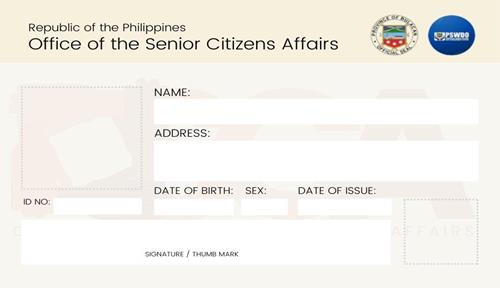 Republic of the Philippines
Office of the Senior Citizens Affairs
PROVINCE OF BULACAN
OFFICIAL SEAL
PSWDO
NAME:
ADDRESS:
DATE OF BIRTH: SEX: DATE OF ISSUE:
ID NO:
AFFAIRS
SIGNATURE / THUMB MARK